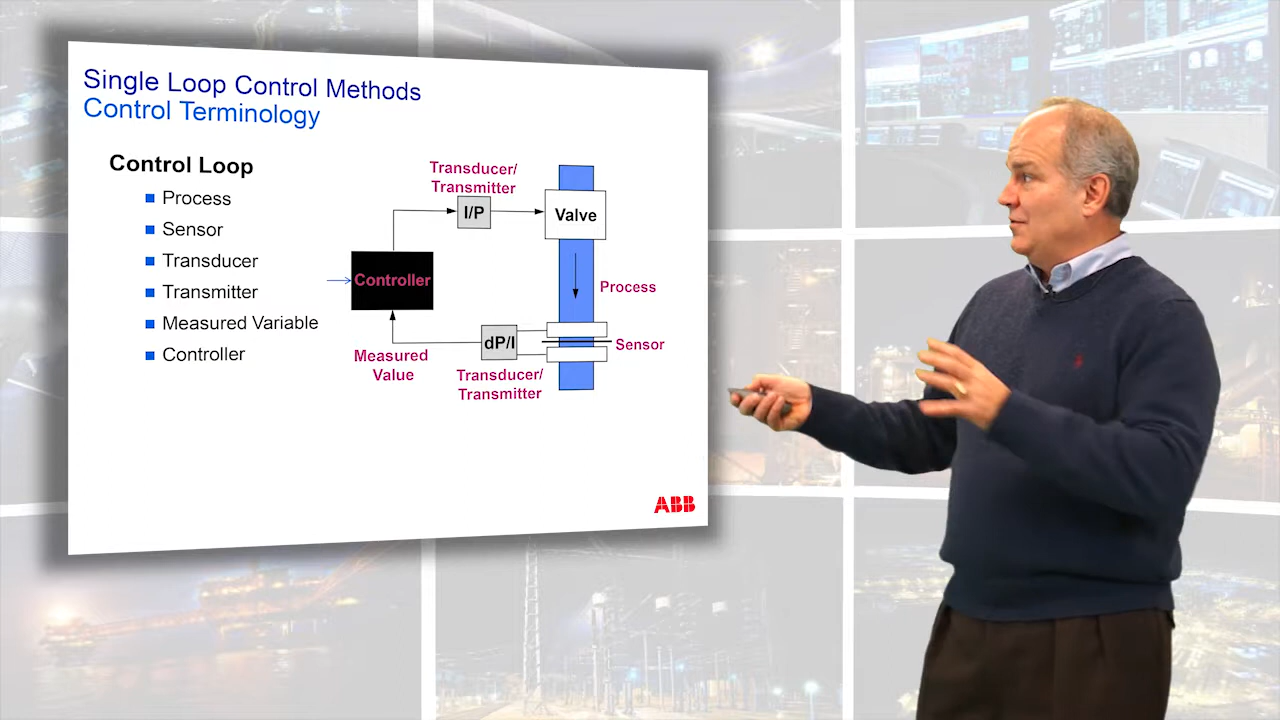 Single Loop Control Methods
Control Terminology
Control Loop
Process
Sensor
Transducer
Transmitter
Measured Variable
Controller
Transducer/
Transmitter
I/P
Valve
Controller
Process
dP/I
Sensor
Measured
Value
Transducer/
Transmitter
ABB